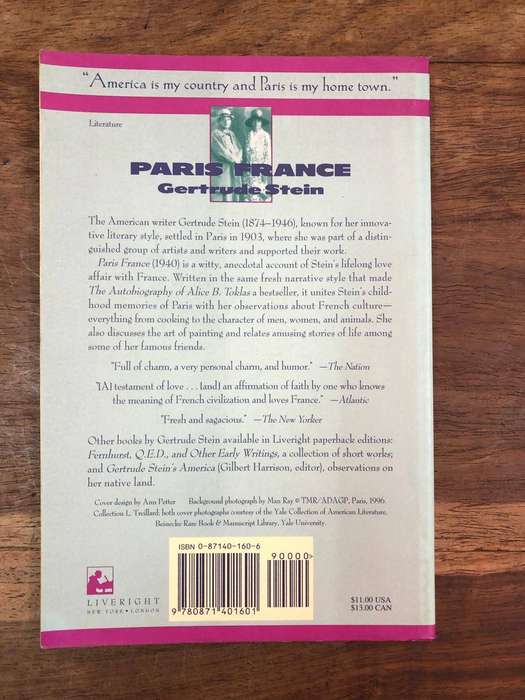 “America is my country and Paris is my home town.”
Literature
PARIS FRANCE
Gertrude Stein
The American writer Gertrude Stein (1874–1946), known for her innova-
tive literary style, settled in Paris in 1903, where she was part of a distin-
guished group of artists and writers and supported their work.
Paris France (1940) is a witty, anecdotal account of Stein's lifelong love
affair with France. Written in the same fresh narrative style that made
The Autobiography of Alice B. Toklas a bestseller, it unites Stein's child-
hood memories of Paris with her observations about French culture—
everything from cooking to the character of men, women, and animals. She
also discusses the art of painting and relates amusing stories of life among
some of her famous friends.
"Full of charm, a very personal charm, and humor." —The Nation
"[A] testament of love . . . [and] an affirmation of faith by one who knows
the meaning of French civilization and loves France." —Atlantic
"Fresh and sagacious." —The New Yorker
Other books by Gertrude Stein available in Liveright paperback editions:
Fernhurst, Q.E.D., and Other Early Writings, a collection of short works;
and Gertrude Stein's America (Gilbert Harrison, editor), observations on
her native land.
Cover design by Ann Petter Background photograph by Man Ray © TMR/ADAGP, Paris, 1996.
Collection L. Treillard; both cover photographs courtesy of the Yale Collection of American Literature,
Beinecke Rare Book & Manuscript Library, Yale University.
ISBN 0-87140-160-6
90000>
9 780871 401601
LIVERIGHT
NEW YORK • LONDON
$11.00 USA
$13.00 CAN